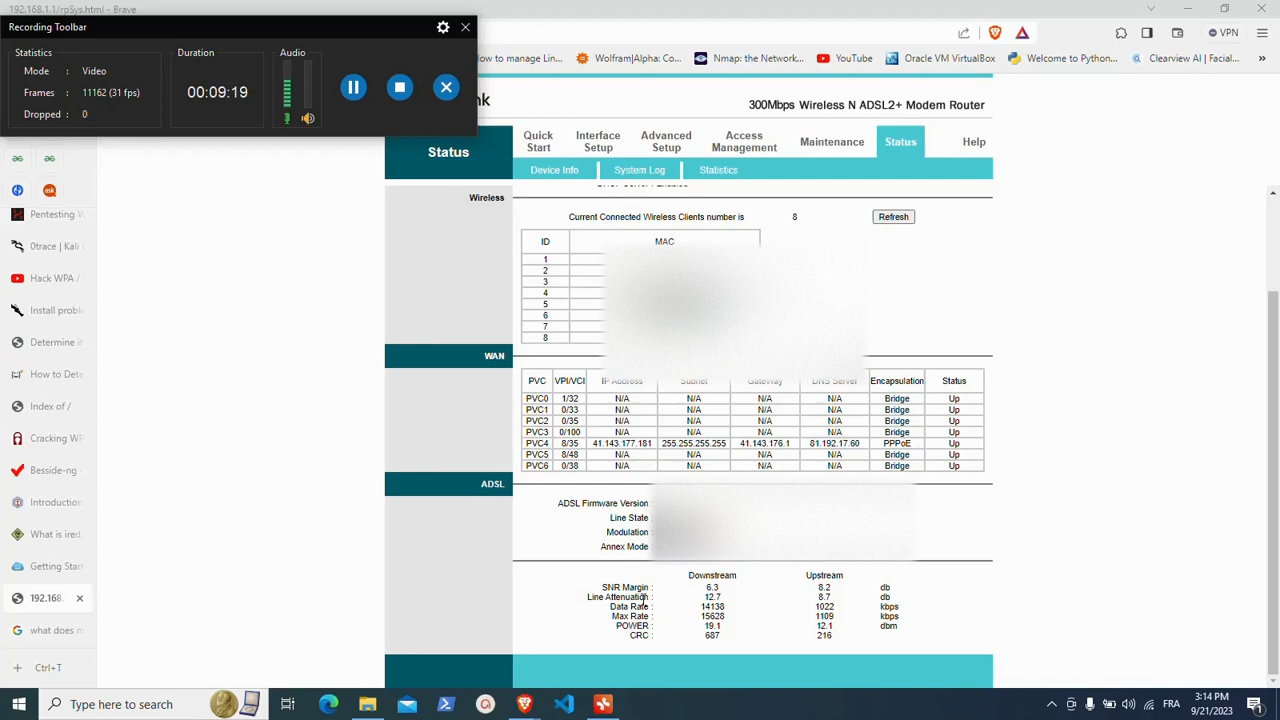 192.168.1.1/rpSys.html - Brave
Recording Toolbar
Statistics
Duration
Audio
Mode : Video
Frames : 11162 (31 fps)
Dropped : 0
00:09:19
VPN
ow to manage Lin...
Wolfram|Alpha: Co...
Nmap: the Network...
YouTube
Oracle VM VirtualBox
Welcome to Python...
Clearview AI | Facial...
»
nk
300Mbps Wireless N ADSL2+ Modem Router
Status
Quick Start
Interface Setup
Advanced Setup
Access Management
Maintenance
Status
Help
Device Info
System Log
Statistics
ask
Pentesting W
0trace | Kali L
Hack WPA /
Install proble
Determine if
How to Dete
Index of /
Cracking WP
Besside-ng
Introduction
What is ired
Getting Start
192.168.
what does m
Ctrl+T
Wireless
Current Connected Wireless Clients number is 8 Refresh
ID MAC
1
2
3
4
5
6
7
8
WAN
PVC VPI/VCI IP Address Subnet GateWay DNS Server Encapsulation Status
PVC0 1/32 N/A N/A N/A N/A Bridge Up
PVC1 0/33 N/A N/A N/A N/A Bridge Up
PVC2 0/35 N/A N/A N/A N/A Bridge Up
PVC3 0/100 N/A N/A N/A N/A Bridge Up
PVC4 8/35 41.143.177.181 255.255.255.255 41.143.176.1 81.192.17.60 PPPoE Up
PVC5 8/48 N/A N/A N/A N/A Bridge Up
PVC6 0/38 N/A N/A N/A N/A Bridge Up
ADSL
ADSL Firmware Version :
Line State :
Modulation :
Annex Mode :
Downstream Upstream
SNR Margin : 6.3 8.2 db
Line Attenuation : 12.7 8.7 db
Data Rate : 14138 1022 kbps
Max Rate : 15628 1109 kbps
POWER : 19.1 12.1 dbm
CRC : 687 216
Type here to search
FRA
3:14 PM
9/21/2023